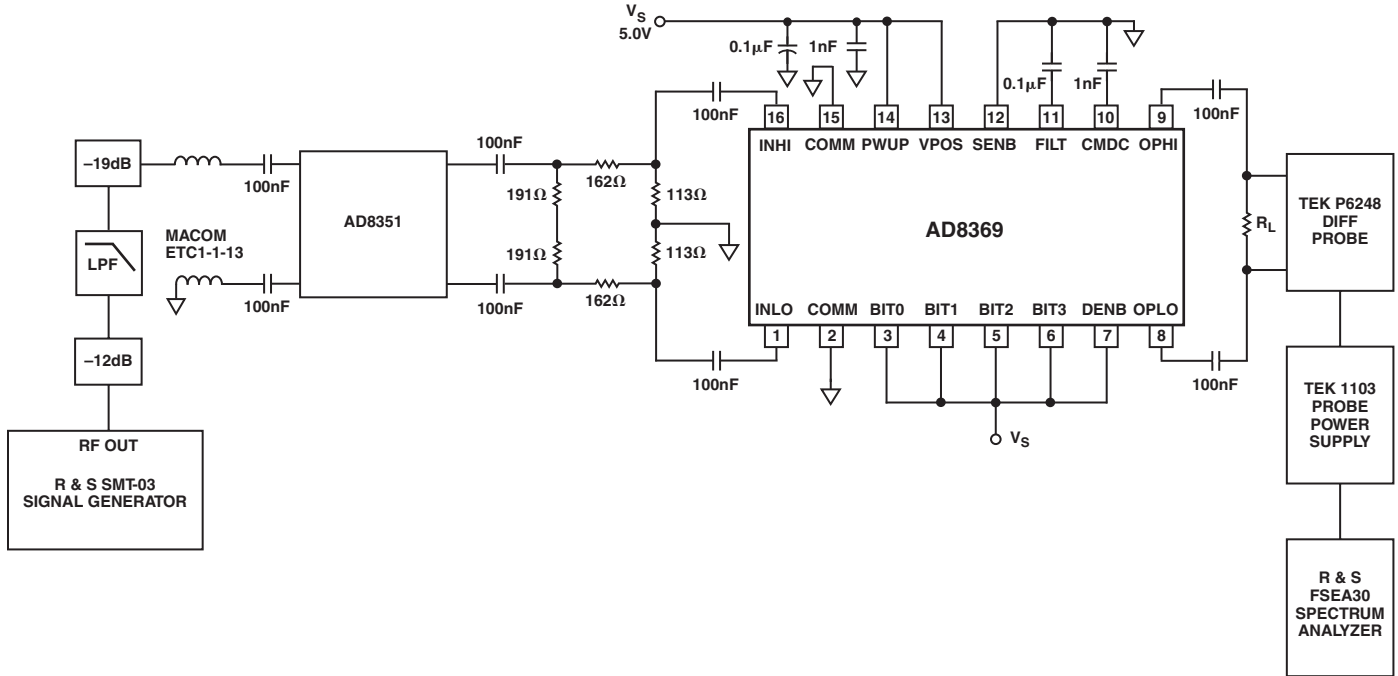 VS
5.0V
0.1µF
1nF
0.1µF
1nF
100nF
100nF
16
15
14
13
12
11
10
9
INHI
COMM
PWUP
VPOS
SENB
FILT
CMDC
OPHI
–19dB
100nF
100nF
191Ω
162Ω
113Ω
AD8351
AD8369
RL
TEK P6248
DIFF
PROBE
LPF
MACOM
ETC1-1-13
191Ω
162Ω
113Ω
100nF
100nF
INLO
COMM
BIT0
BIT1
BIT2
BIT3
DENB
OPLO
1
2
3
4
5
6
7
8
–12dB
100nF
100nF
VS
TEK 1103
PROBE
POWER
SUPPLY
RF OUT
R & S SMT-03
SIGNAL GENERATOR
R & S
FSEA30
SPECTRUM
ANALYZER